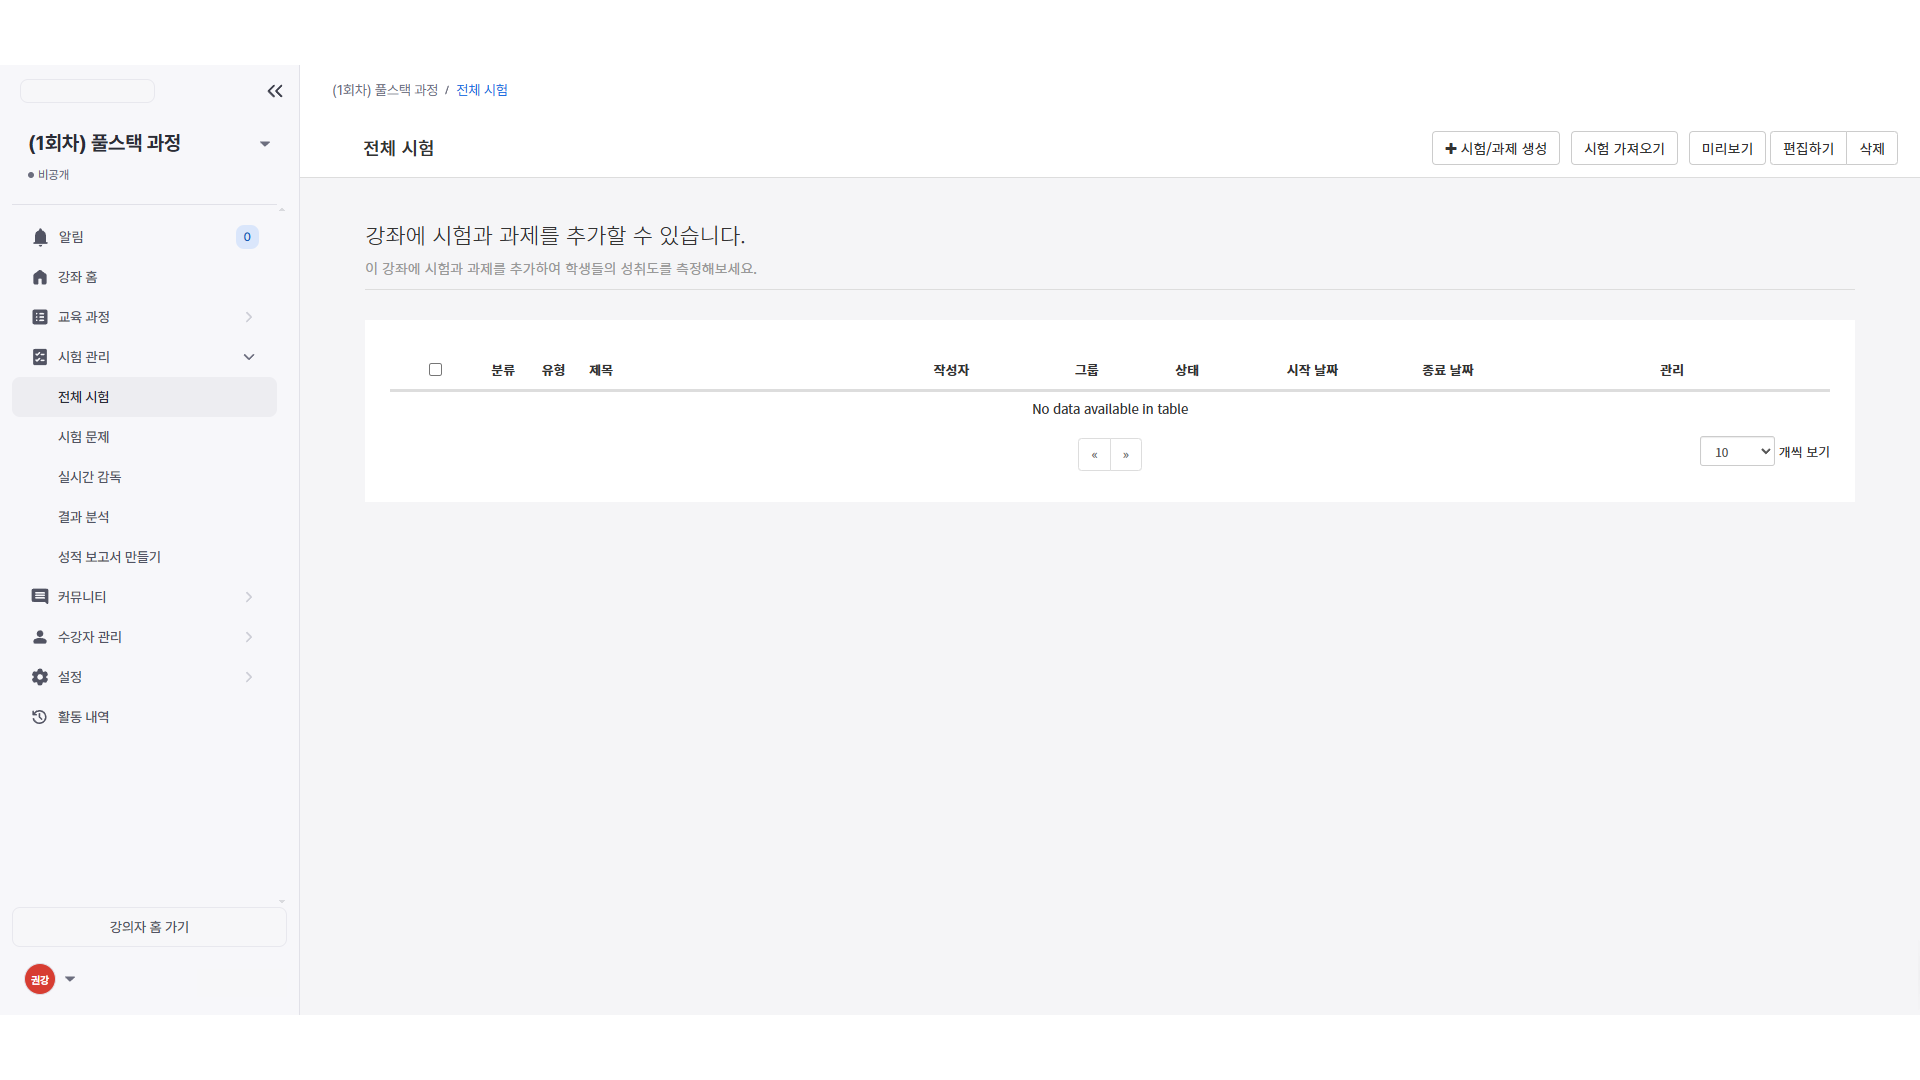 (1회차) 풀스택 과정
비공개
알림 0
강좌 홈
교육 과정
시험 관리
전체 시험
시험 문제
실시간 감독
결과 분석
성적 보고서 만들기
커뮤니티
수강자 관리
설정
활동 내역
강의자 홈 가기
권강
(1회차) 풀스택 과정 / 전체 시험
전체 시험
시험/과제 생성 시험 가져오기 미리보기 편집하기 삭제
강좌에 시험과 과제를 추가할 수 있습니다.
이 강좌에 시험과 과제를 추가하여 학생들의 성취도를 측정해보세요.
분류 유형 제목 작성자 그룹 상태 시작 날짜 종료 날짜 관리
No data available in table
« »
10 개씩 보기